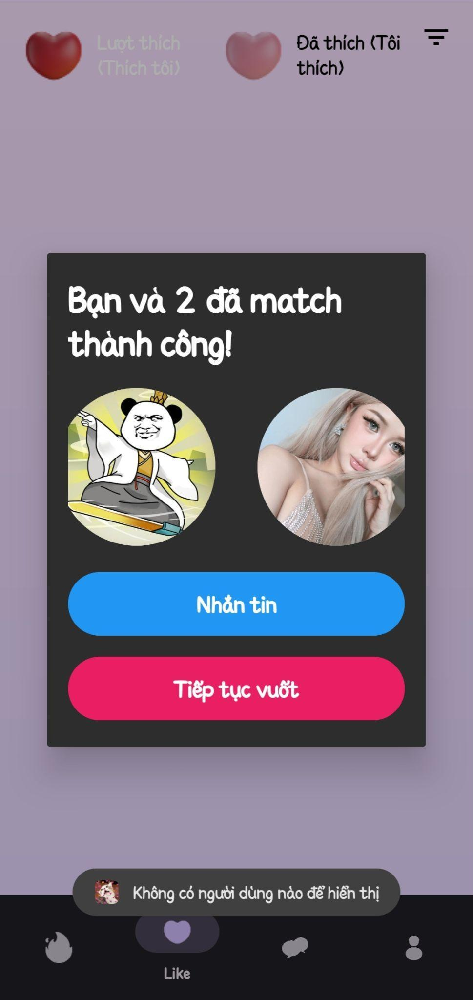 Lượt thích
(Thích tôi)
Đã thích (Tôi
thích)
Bạn và 2 đã match
thành công!
Nhắn tin
Tiếp tục vuốt
Không có người dùng nào để hiển thị
Like